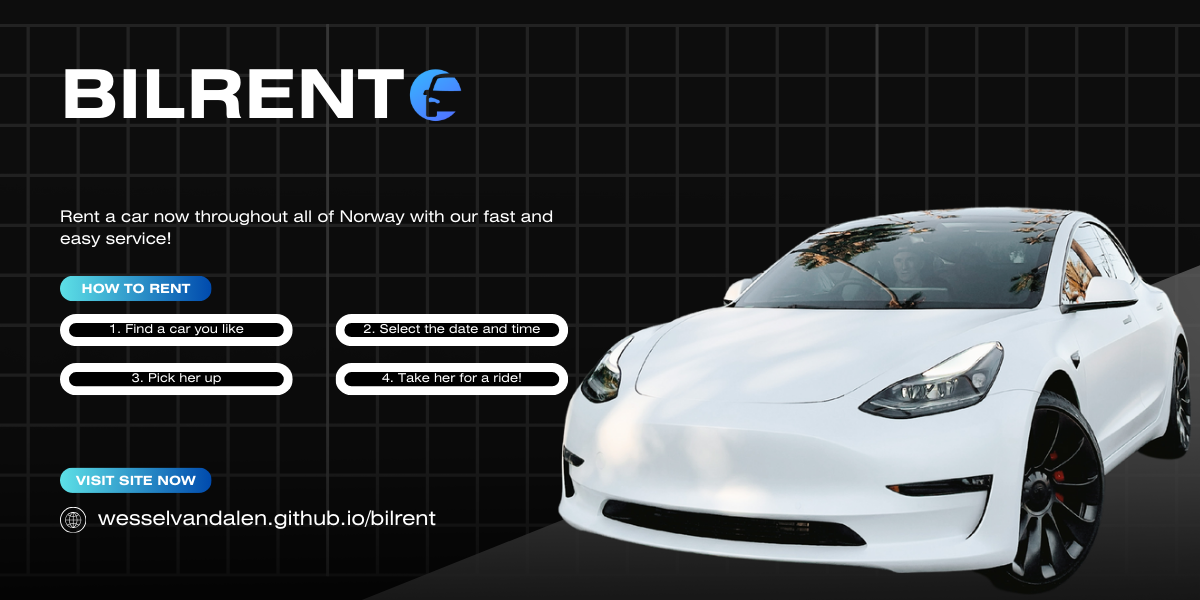 BILRENT
Rent a car now throughout all of Norway with our fast and
easy service!
HOW TO RENT
1. Find a car you like
2. Select the date and time
3. Pick her up
4. Take her for a ride!
VISIT SITE NOW
wesselvandalen.github.io/bilrent